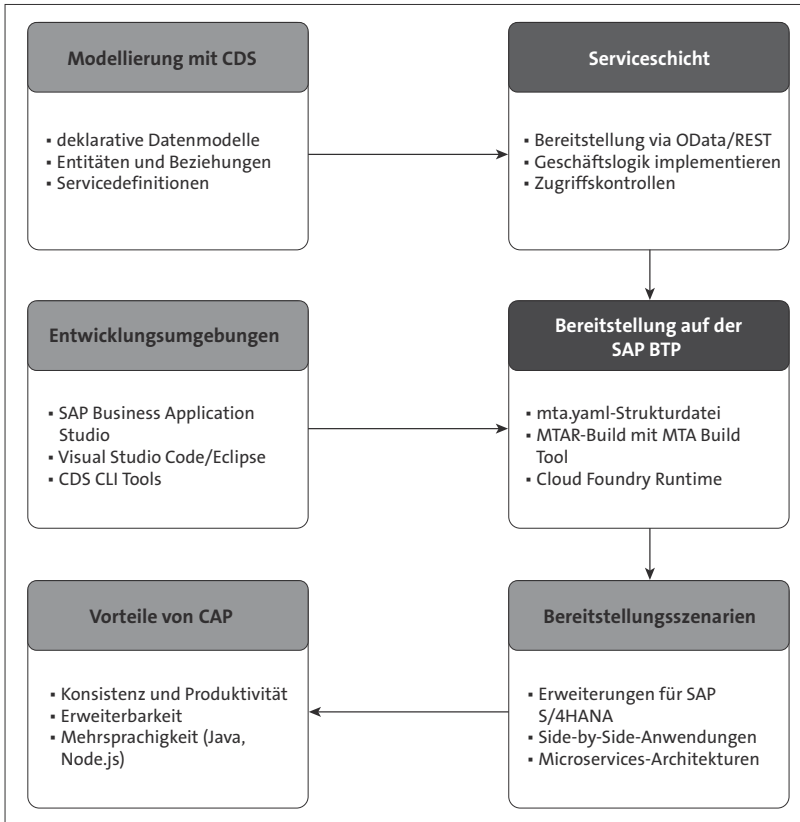 Modellierung mit CDS
▪ deklarative Datenmodelle
▪ Entitäten und Beziehungen
▪ Servicedefinitionen
Serviceschicht
▪ Bereitstellung via OData/REST
▪ Geschäftslogik implementieren
▪ Zugriffskontrollen
Entwicklungsumgebungen
▪ SAP Business Application
Studio
▪ Visual Studio Code/Eclipse
▪ CDS CLI Tools
Bereitstellung auf der
SAP BTP
▪ mta.yaml-Strukturdatei
▪ MTAR-Build mit MTA Build
Tool
▪ Cloud Foundry Runtime
Vorteile von CAP
▪ Konsistenz und Produktivität
▪ Erweiterbarkeit
▪ Mehrsprachigkeit (Java,
Node.js)
Bereitstellungsszenarien
▪ Erweiterungen für SAP
S/4HANA
▪ Side-by-Side-Anwendungen
▪ Microservices-Architekturen